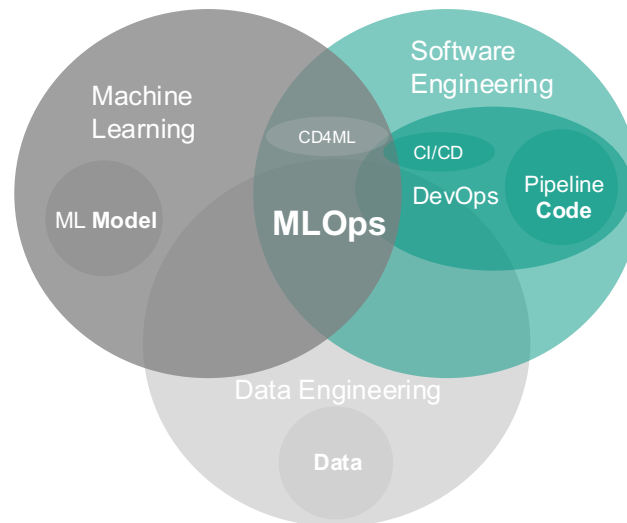 Software
Engineering
Machine
Learning
CD4ML
CI/CD
Pipeline
Code
DevOps
ML Model
MLOps
Data Engineering
Data